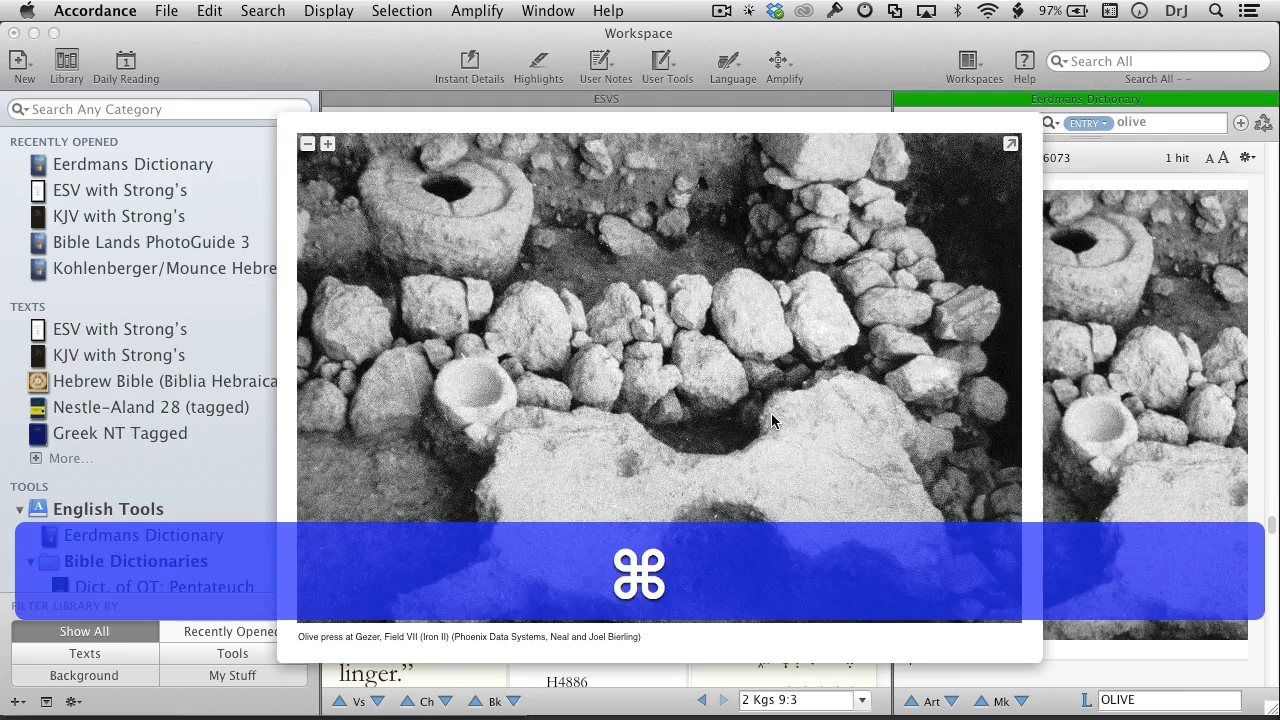 Accordance File Edit Search Display Selection Amplify Window Help 97% DrJ
Workspace
New Library Daily Reading Instant Details Highlights User Notes User Tools Language Amplify Workspaces Help Search All
Search All - -
Search Any Category
ESVS
Eerdmans Dictionary
ENTRY olive
6073 1 hit A A
RECENTLY OPENED
Eerdmans Dictionary
ESV with Strong's
KJV with Strong's
Bible Lands PhotoGuide 3
Kohlenberger/Mounce Hebre
TEXTS
ESV with Strong's
KJV with Strong's
Hebrew Bible (Biblia Hebraica
Nestle-Aland 28 (tagged)
Greek NT Tagged
More...
TOOLS
English Tools
Eerdmans Dictionary
Bible Dictionaries
Dict. of OT: Pentateuch
⌘
FILTER LIBRARY BY
Show All Recently Opened
Texts Tools
Background My Stuff
Olive press at Gezer, Field VII (Iron II) (Phoenix Data Systems, Neal and Joel Bierling)
linger.”
H4886
Vs Ch Bk 2 Kgs 9:3
Art Mk L OLIVE